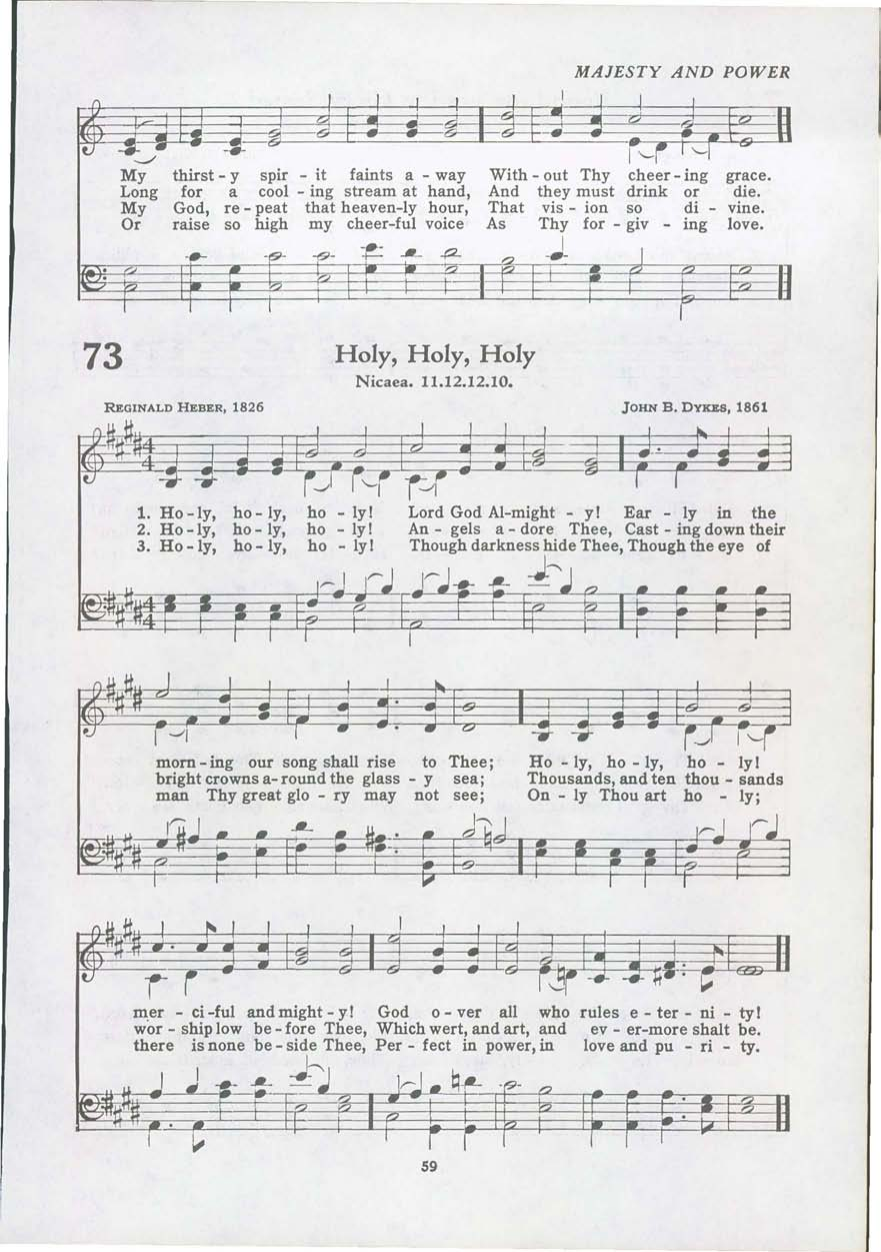 MAJESTY AND POWER
My thirst-y spir-it faints a-way With-out Thy cheer-ing grace.
Long for a cool-ing stream at hand, And they must drink or die.
My God, re-peat that heaven-ly hour, That vis-ion so di-vine.
Or raise so high my cheer-ful voice As Thy for-giv-ing love.
73 Holy, Holy, Holy
Nicaea. 11.12.12.10.
REGINALD HEBER, 1826 JOHN B. DYKES, 1861
1. Ho-ly, ho-ly, ho-ly! Lord God Al-might-y! Ear-ly in the
2. Ho-ly, ho-ly, ho-ly! An-gels a-dore Thee, Cast-ing down their
3. Ho-ly, ho-ly, ho-ly! Though darkness hide Thee, Though the eye of
morn-ing our song shall rise to Thee; Ho-ly, ho-ly, ho-ly!
bright crowns a-round the glass-y sea; Thousands, and ten thou-sands
man Thy great glo-ry may not see; On-ly Thou art ho-ly;
mer-ci-ful and might-y! God o-ver all who rules e-ter-ni-ty!
wor-ship low be-fore Thee, Which wert, and art, and ev-er-more shalt be.
there is none be-side Thee, Per-fect in power, in love and pu-ri-ty.
59